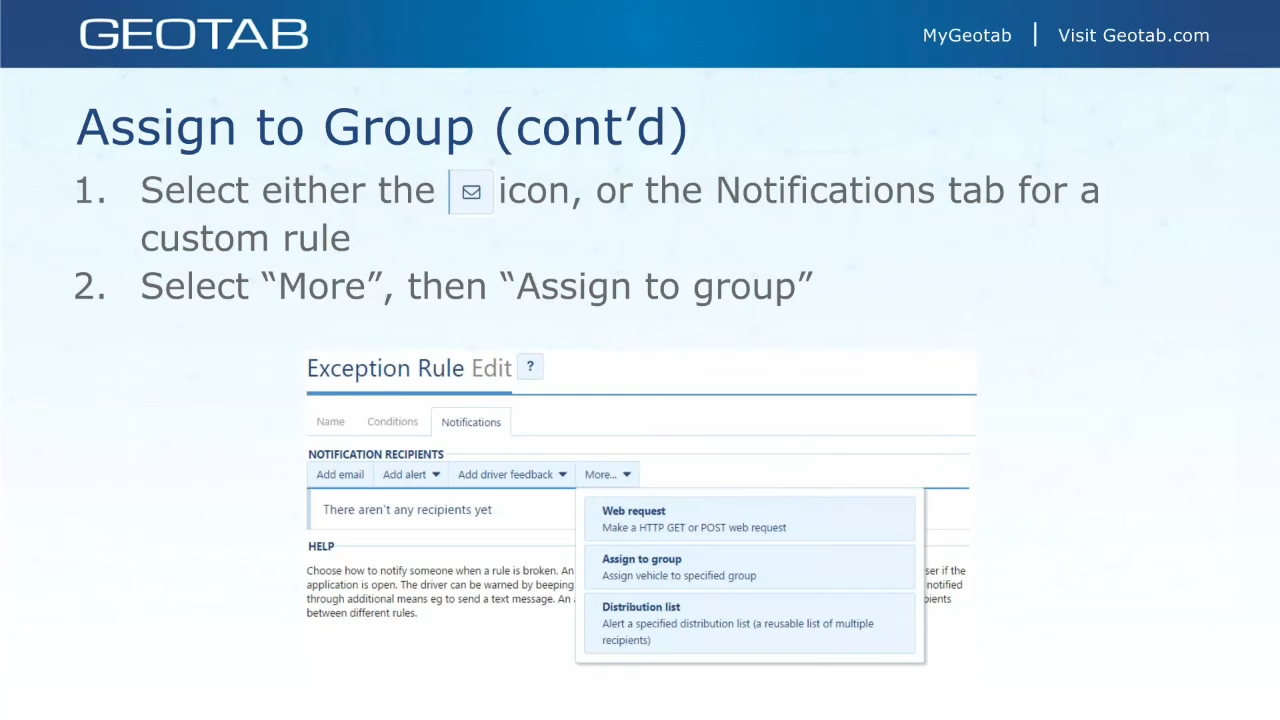 GEOTAB
MyGeotab | Visit Geotab.com
Assign to Group (cont’d)
1. Select either the icon, or the Notifications tab for a
custom rule
2. Select “More”, then “Assign to group”
Exception Rule Edit ?
Name Conditions Notifications
NOTIFICATION RECIPIENTS
Add email Add alert Add driver feedback More...
There aren't any recipients yet
Web request
Make a HTTP GET or POST web request
Assign to group
Assign vehicle to specified group
Distribution list
Alert a specified distribution list (a reusable list of multiple
recipients)
HELP
Choose how to notify someone when a rule is broken. An ser if the
application is open. The driver can be warned by beeping notified
through additional means eg to send a text message. An pients
between different rules.